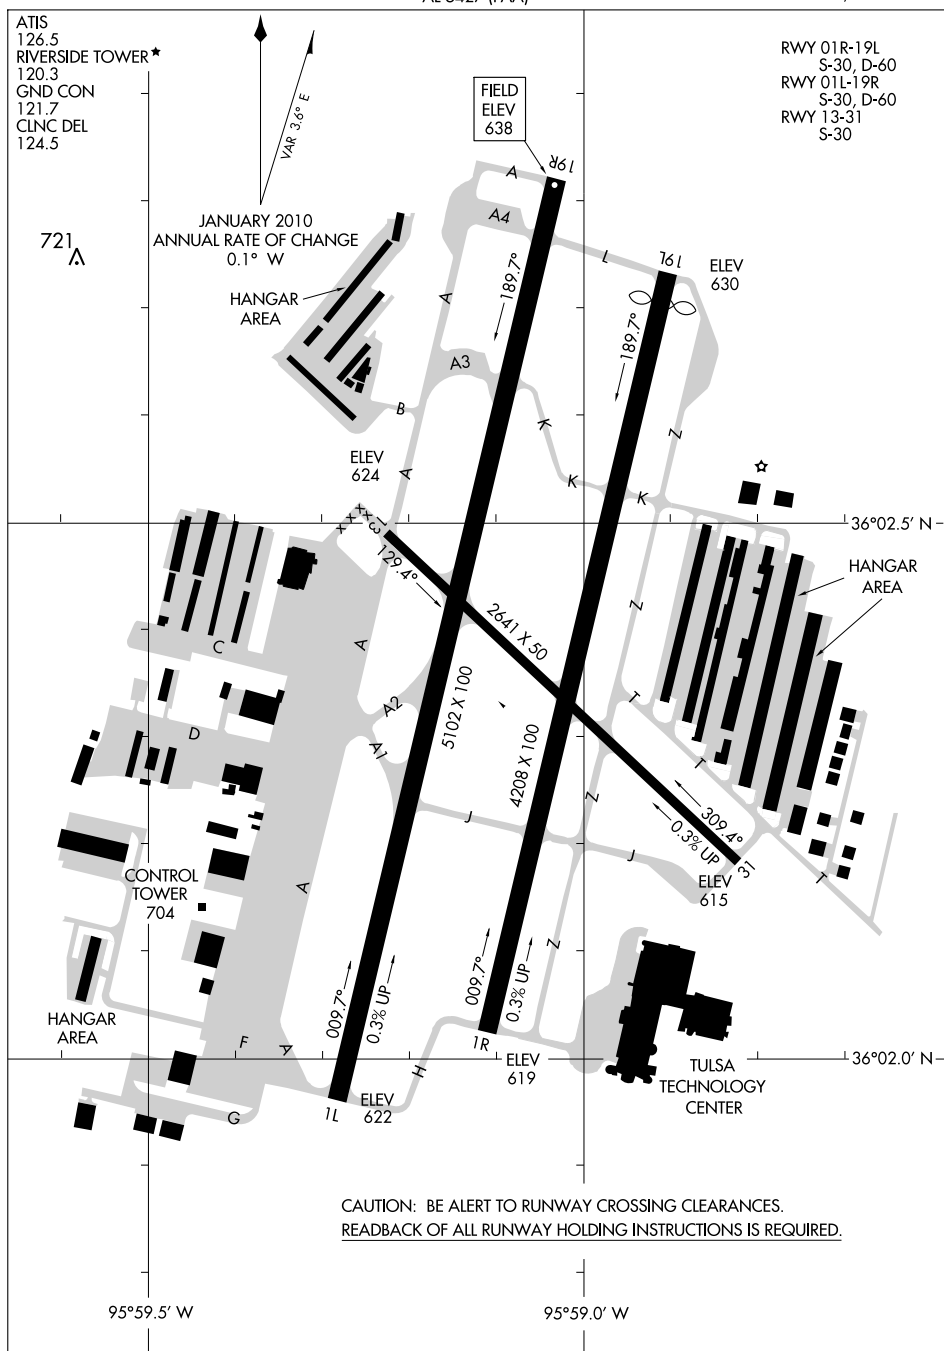 ATIS
126.5
RIVERSIDE TOWER
120.3
GND CON
121.7
CLNC DEL
124.5
VAR 3.6° E
JANUARY 2010
ANNUAL RATE OF CHANGE
0.1° W
FIELD
ELEV
638
RWY 01R-19L
S-30, D-60
RWY 01L-19R
S-30, D-60
RWY 13-31
S-30
721
HANGAR
AREA
19R
A
A4
L
19L
ELEV
630
189.7°
189.7°
A
A3
B
K
K
K
Z
A
ELEV
624
13
129.4°
36°02.5' N
HANGAR
AREA
2641 X 50
Z
C
A
A2
A1
D
5102 X 100
4208 X 100
T
T
T
Z
J
J
309.4°
0.3% UP
31
ELEV
615
CONTROL
TOWER
704
A
HANGAR
AREA
009.7°
0.3% UP
009.7°
0.3% UP
Z
F
A
G
H
1L
ELEV
622
1R
ELEV
619
TULSA
TECHNOLOGY
CENTER
36°02.0' N
CAUTION: BE ALERT TO RUNWAY CROSSING CLEARANCES.
READBACK OF ALL RUNWAY HOLDING INSTRUCTIONS IS REQUIRED.
95°59.5' W
95°59.0' W